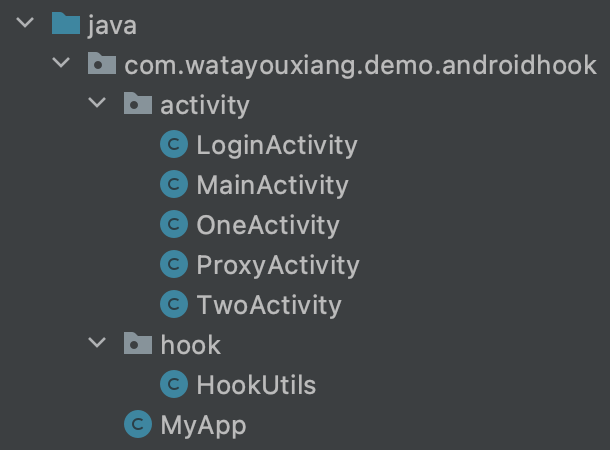 java
com.watayouxiang.demo.androidhook
activity
C LoginActivity
C MainActivity
C OneActivity
C ProxyActivity
C TwoActivity
hook
C HookUtils
C MyApp